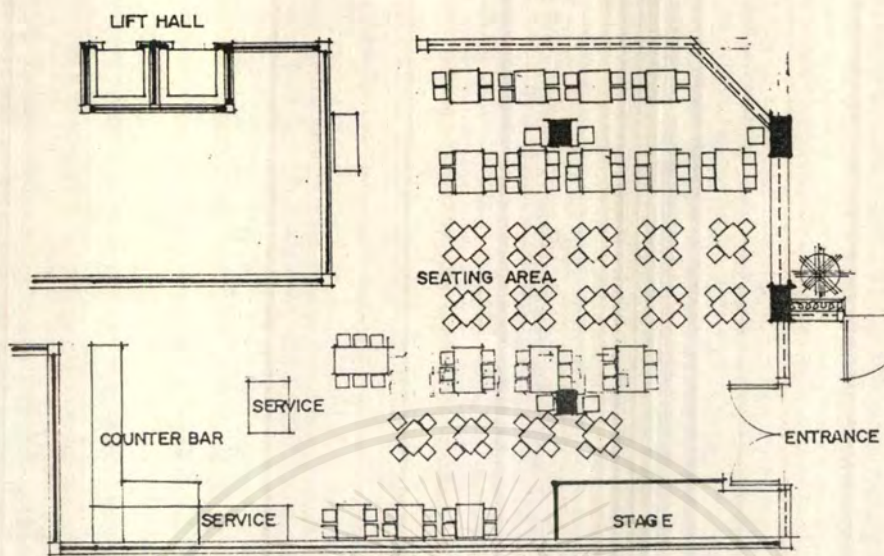 LIFT HALL
SEATING AREA
SERVICE
COUNTER BAR
ENTRANCE
SERVICE
STAGE